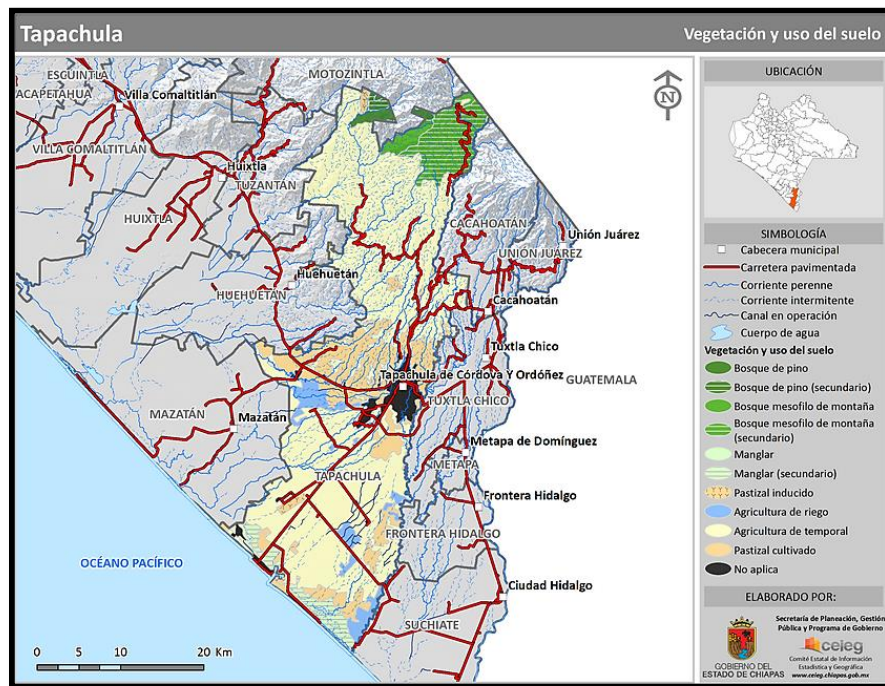 Tapachula
Vegetación y uso del suelo
ESCUINTLA
ACAPETAHUA
Villa Comaltitlán
VILLA COMALTITLÁN
MOTOZINTLA
Huixtla
TUZANTÁN
HUIXTLA
CACAHOATÁN
Unión Juárez
UNIÓN JUÁREZ
Huehuetán
HUEHUETÁN
Cacahoatán
Tuxtla Chico
Tapachula de Córdova Y Ordóñez
GUATEMALA
TUXTLA CHICO
MAZATÁN
Mazatán
Metapa de Domínguez
METAPA
TAPACHULA
Frontera Hidalgo
FRONTERA HIDALGO
OCÉANO PACÍFICO
Ciudad Hidalgo
SUCHIATE
0 5 10 20 Km
N
UBICACIÓN
SIMBOLOGÍA
Cabecera municipal
Carretera pavimentada
Corriente perenne
Corriente intermitente
Canal en operación
Cuerpo de agua
Vegetación y uso del suelo
Bosque de pino
Bosque de pino (secundario)
Bosque mesofilo de montaña
Bosque mesofilo de montaña
(secundario)
Manglar
Manglar (secundario)
Pastizal inducido
Agricultura de riego
Agricultura de temporal
Pastizal cultivado
No aplica
ELABORADO POR:
Secretaría de Planeación, Gestión
Pública y Programa de Gobierno
ceieg
Comité Estatal de Información
Estadística y Geográfica
www.ceieg.chiapas.gob.mx
GOBIERNO DEL
ESTADO DE CHIAPAS